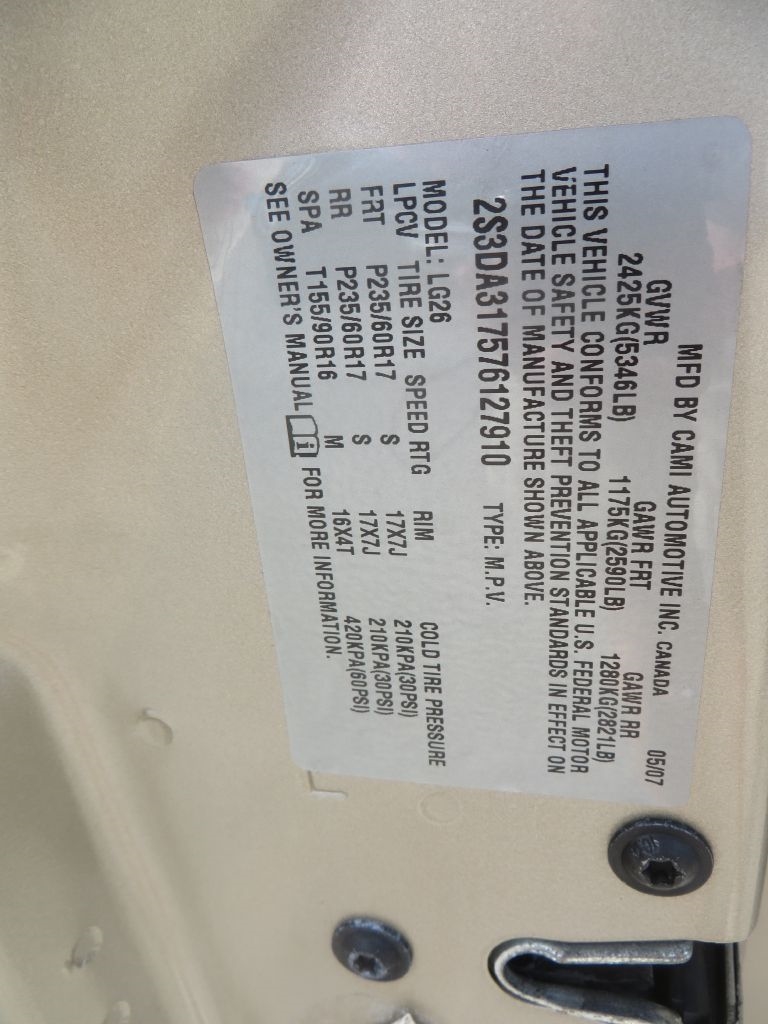 MFD BY CAMI AUTOMOTIVE INC. CANADA 05/07
GVWR GAWR FRT GAWR RR
2425KG(5346LB) 1175KG(2590LB) 1280KG(2821LB)
THIS VEHICLE CONFORMS TO ALL APPLICABLE U.S. FEDERAL MOTOR
VEHICLE SAFETY AND THEFT PREVENTION STANDARDS IN EFFECT ON
THE DATE OF MANUFACTURE SHOWN ABOVE.
2S3DA317576127910 TYPE: M.P.V.
MODEL: LG26
LPCV TIRE SIZE SPEED RTG RIM COLD TIRE PRESSURE
FRT P235/60R17 S 17X7J 210KPA(30PSI)
RR P235/60R17 S 17X7J 210KPA(30PSI)
SPA T155/90R16 M 16X4T 420KPA(60PSI)
SEE OWNER'S MANUAL i FOR MORE INFORMATION.